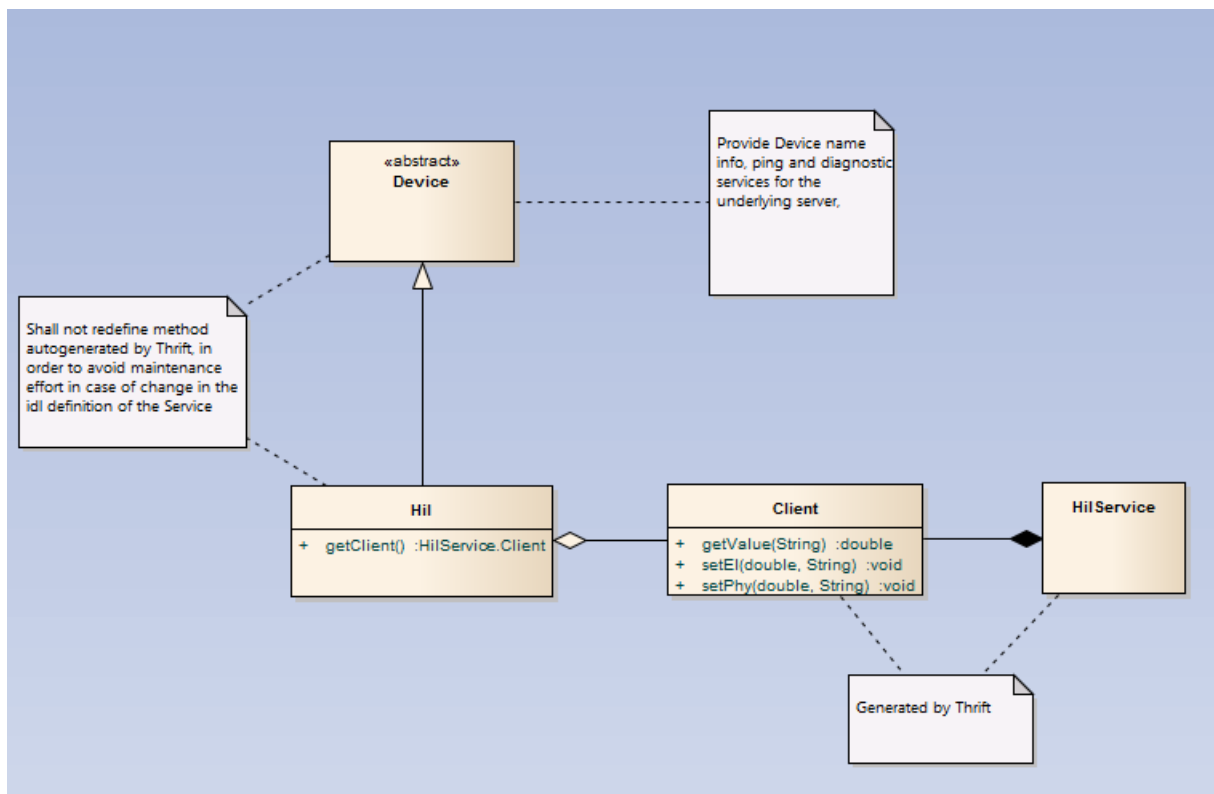 «abstract»
Device
Provide Device name
info, ping and diagnostic
services for the
underlying server,
Shall not redefine method
autogenerated by Thrift, in
order to avoid maintenance
effort in case of change in the
idl definition of the Service
Hil
+ getClient() :HilService.Client
Client
+ getValue(String) :double
+ setEl(double, String) :void
+ setPhy(double, String) :void
HilService
Generated by Thrift